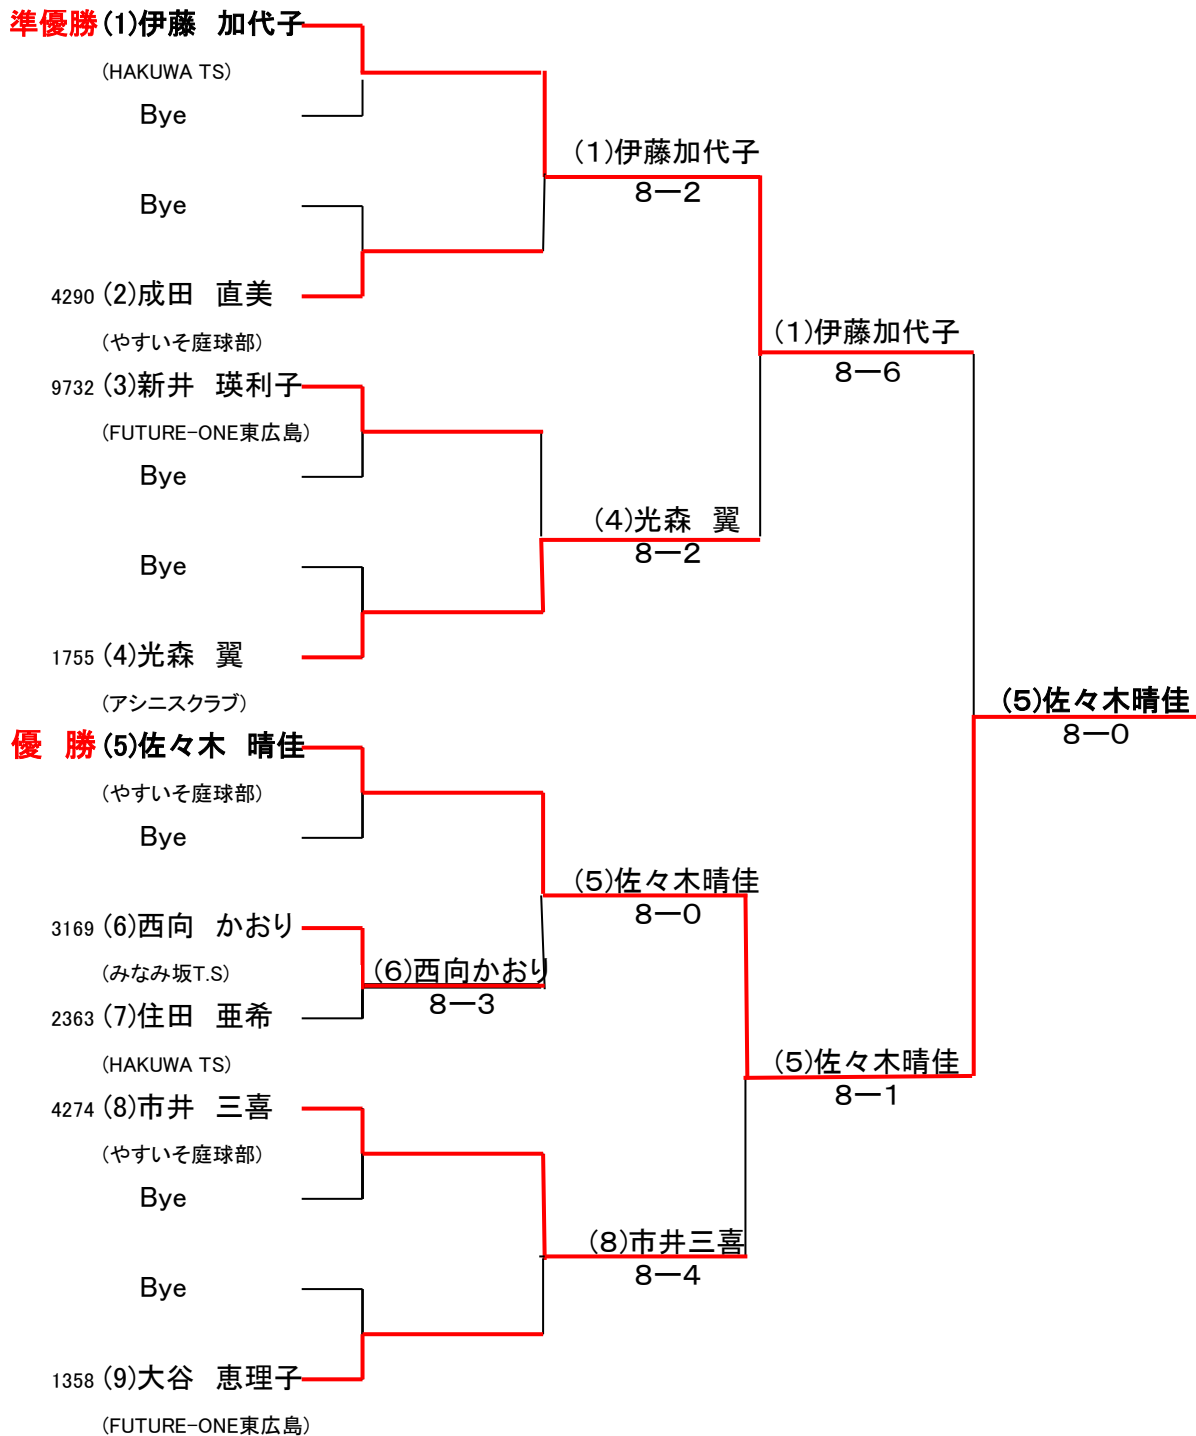 準優勝 (1)伊藤　加代子
(HAKUWA TS)
Bye
(1)伊藤加代子
8－2
Bye
4290 (2)成田　直美
(やすいそ庭球部)
(1)伊藤加代子
8－6
9732 (3)新井　瑛利子
(FUTURE-ONE東広島)
Bye
(4)光森　翼
8－2
Bye
1755 (4)光森　翼
(アシニスクラブ)
(5)佐々木晴佳
8－0
優　勝 (5)佐々木　晴佳
(やすいそ庭球部)
Bye
(5)佐々木晴佳
8－0
3169 (6)西向　かおり
(みなみ坂T.S)
(6)西向かおり
8－3
2363 (7)住田　亜希
(HAKUWA TS)
(5)佐々木晴佳
8－1
4274 (8)市井　三喜
(やすいそ庭球部)
Bye
(8)市井三喜
8－4
Bye
1358 (9)大谷　恵理子
(FUTURE-ONE東広島)